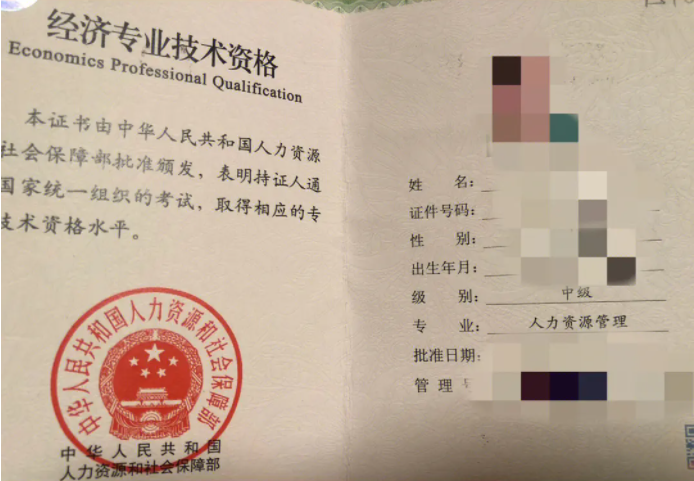 经济专业技术资格
Economics Professional Qualification
本证书由中华人民共和国人力资源
社会保障部批准颁发，表明持证人通
国家统一组织的考试，取得相应的专
技术资格水平。
中华人民共和国人力资源和社会保障部
中华人民共和国
人力资源和社会保障部
姓 名：
证件号码：
性 别：
出生年月：
级 别： 中级
专 业： 人力资源管理
批准日期：
管 理